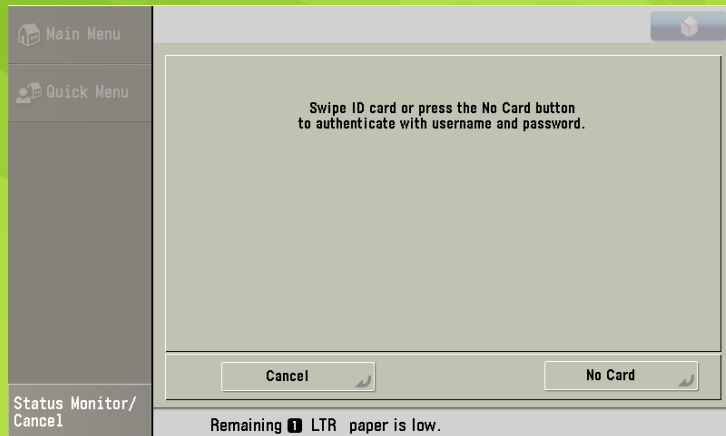 Main Menu
Quick Menu
Swipe ID card or press the No Card button
to authenticate with username and password.
Cancel
No Card
Status Monitor/
Cancel
Remaining 1 LTR paper is low.